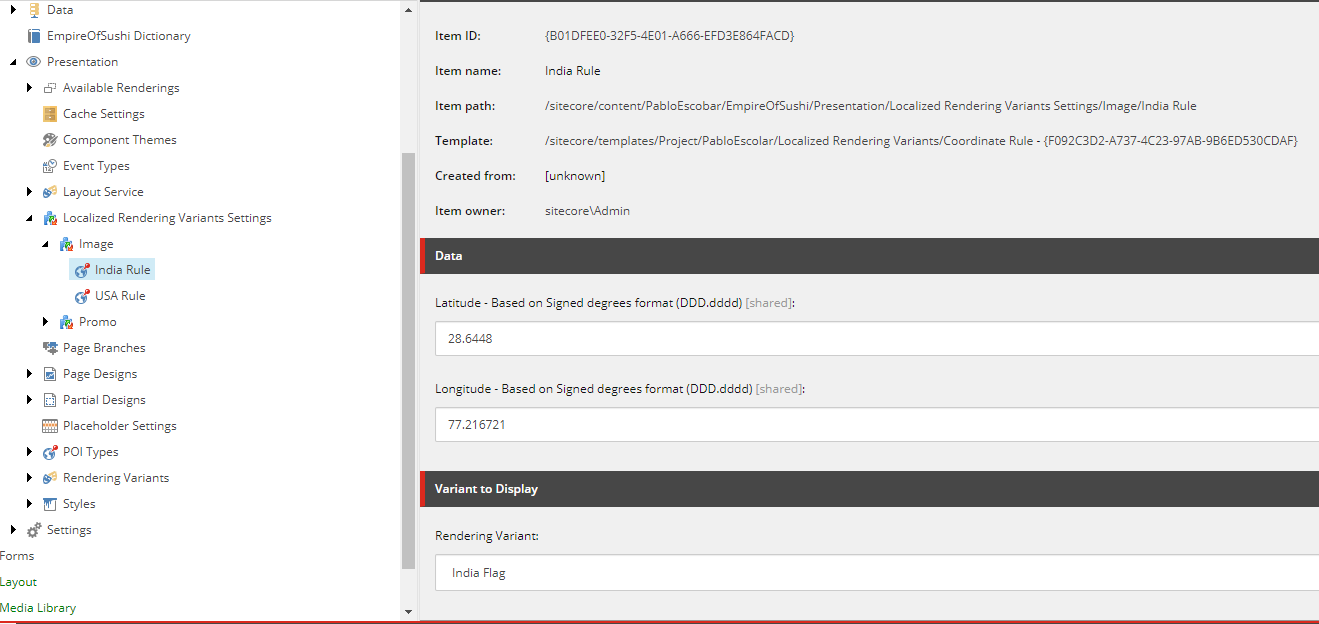 Data
EmpireOfSushi Dictionary
Presentation
Available Renderings
Cache Settings
Component Themes
Event Types
Layout Service
Localized Rendering Variants Settings
Image
India Rule
USA Rule
Promo
Page Branches
Page Designs
Partial Designs
Placeholder Settings
POI Types
Rendering Variants
Styles
Settings
Forms
Layout
Media Library
Item ID: {B01DFEE0-32F5-4E01-A666-EFD3E864FACD}
Item name: India Rule
Item path: /sitecore/content/PabloEscobar/EmpireOfSushi/Presentation/Localized Rendering Variants Settings/Image/India Rule
Template: /sitecore/templates/Project/PabloEscolar/Localized Rendering Variants/Coordinate Rule - {F092C3D2-A737-4C23-97AB-9B6ED530CDAF}
Created from: [unknown]
Item owner: sitecore\Admin
Data
Latitude - Based on Signed degrees format (DDD.dddd) [shared]:
28.6448
Longitude - Based on Signed degrees format (DDD.dddd) [shared]:
77.216721
Variant to Display
Rendering Variant:
India Flag